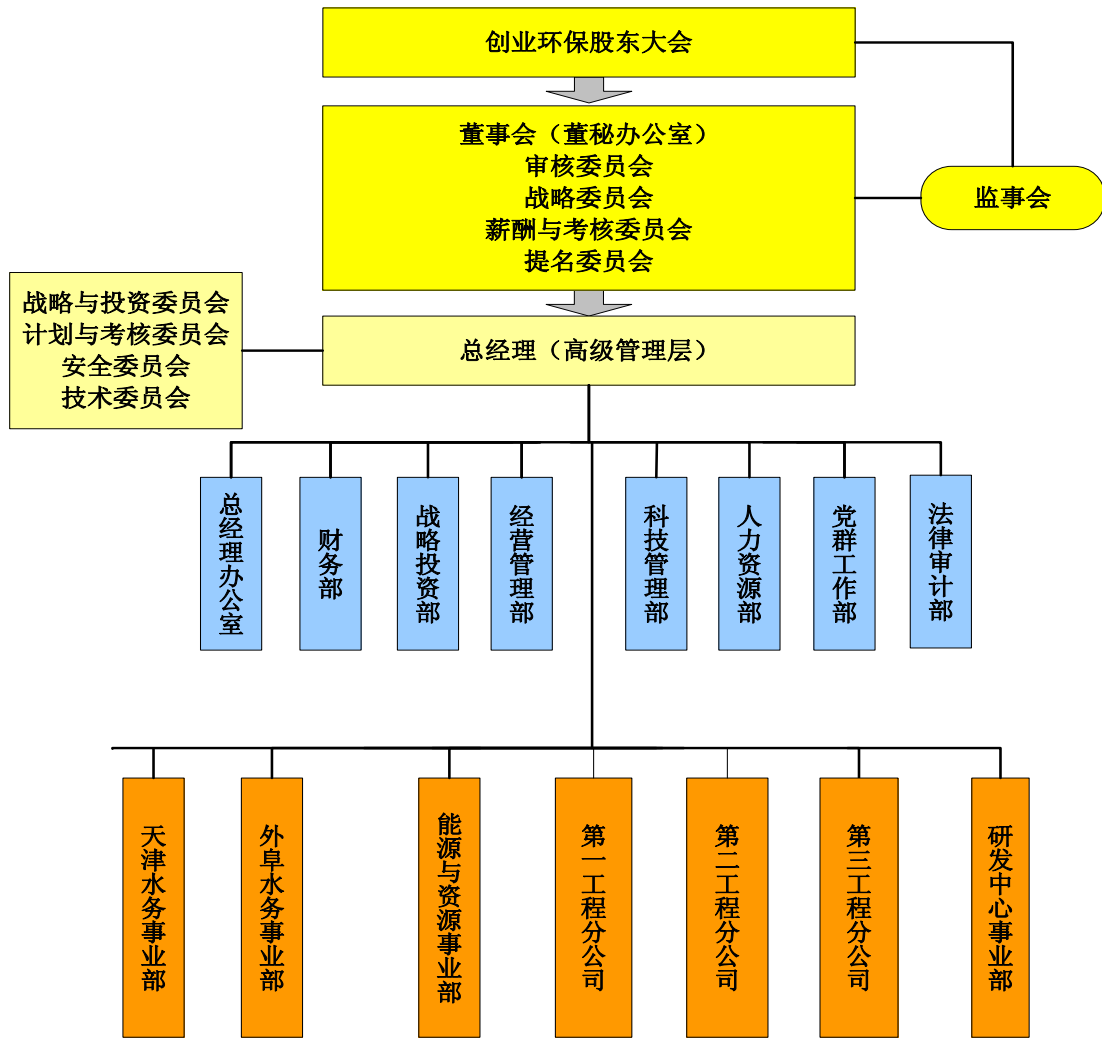 创业环保股东大会
董事会（董秘办公室）
审核委员会
战略委员会
薪酬与考核委员会
提名委员会
监事会
战略与投资委员会
计划与考核委员会
安全委员会
技术委员会
总经理（高级管理层）
总经理办公室
财务部
战略投资部
经营管理部
科技管理部
人力资源部
党群工作部
法律审计部
天津水务事业部
外阜水务事业部
能源与资源事业部
第一工程分公司
第二工程分公司
第三工程分公司
研发中心事业部